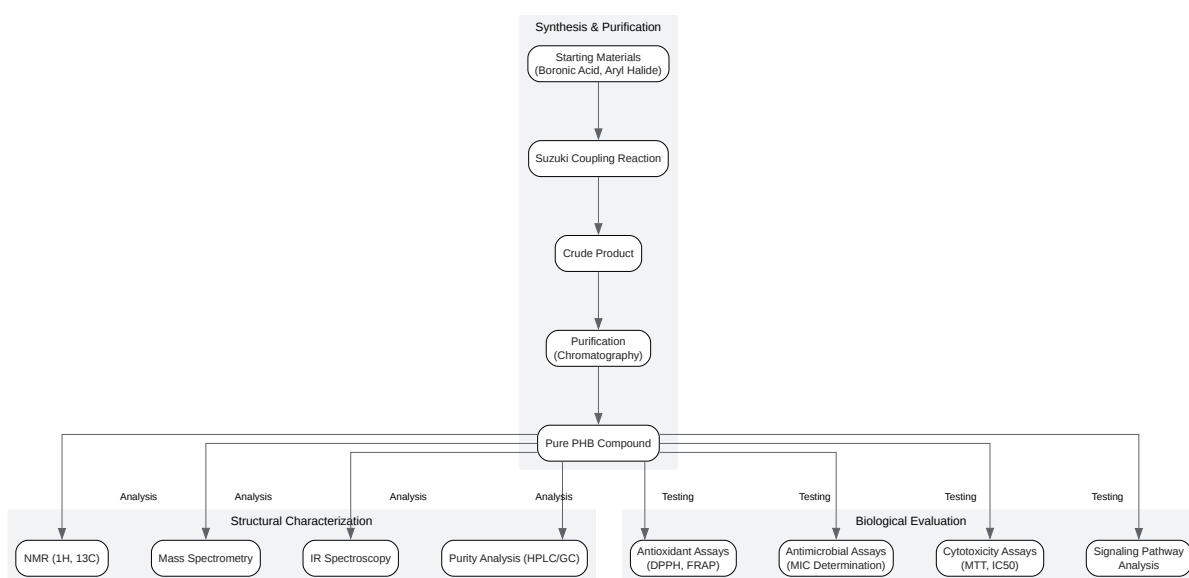 Synthesis & Purification
Starting Materials
(Boronic Acid, Aryl Halide)
Suzuki Coupling Reaction
Crude Product
Purification
(Chromatography)
Pure PHB Compound
Analysis
Analysis
Analysis
Analysis
Testing
Testing
Testing
Testing
Structural Characterization
Biological Evaluation
NMR (1H, 13C)
Mass Spectrometry
IR Spectroscopy
Purity Analysis (HPLC/GC)
Antioxidant Assays
(DPPH, FRAP)
Antimicrobial Assays
(MIC Determination)
Cytotoxicity Assays
(MTT, IC50)
Signaling Pathway
Analysis